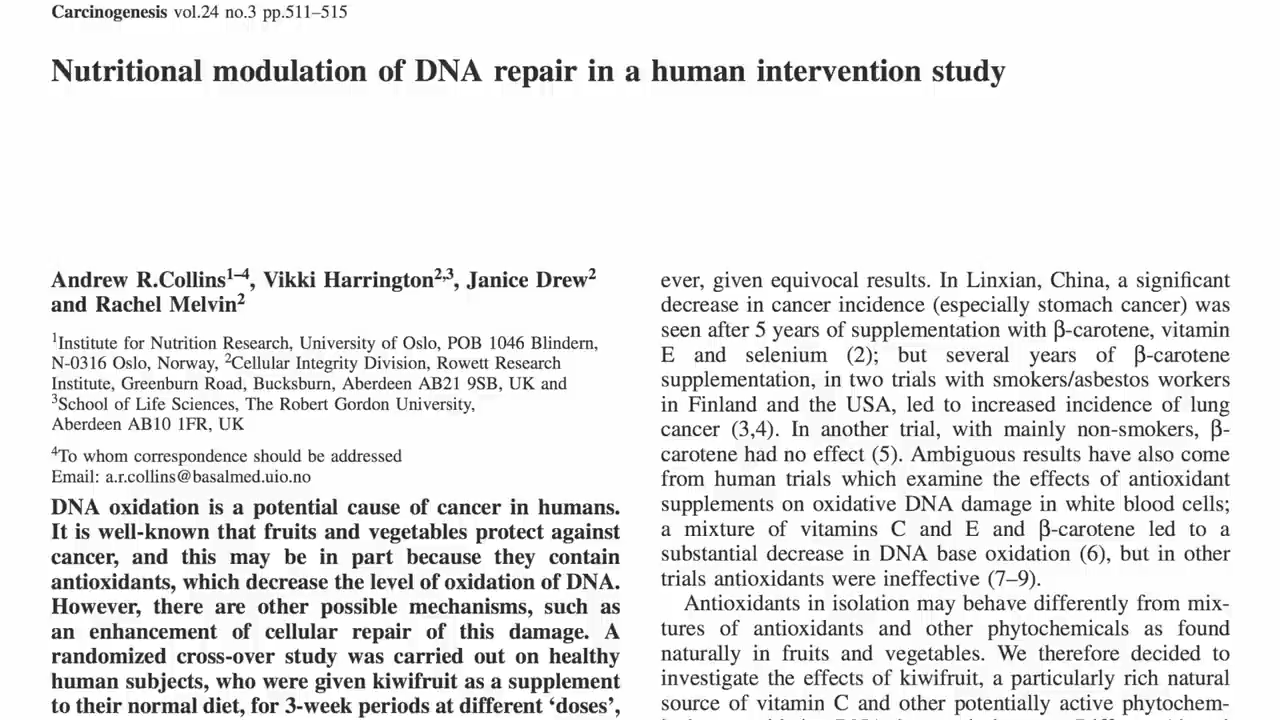 Carcinogenesis vol.24 no.3 pp.511–515
Nutritional modulation of DNA repair in a human intervention study
Andrew R.Collins1–4, Vikki Harrington2,3, Janice Drew2
and Rachel Melvin2
1Institute for Nutrition Research, University of Oslo, POB 1046 Blindern,
N-0316 Oslo, Norway, 2Cellular Integrity Division, Rowett Research
Institute, Greenburn Road, Bucksburn, Aberdeen AB21 9SB, UK and
3School of Life Sciences, The Robert Gordon University,
Aberdeen AB10 1FR, UK
4To whom correspondence should be addressed
Email: a.r.collins@basalmed.uio.no
DNA oxidation is a potential cause of cancer in humans.
It is well-known that fruits and vegetables protect against
cancer, and this may be in part because they contain
antioxidants, which decrease the level of oxidation of DNA.
However, there are other possible mechanisms, such as
an enhancement of cellular repair of this damage. A
randomized cross-over study was carried out on healthy
human subjects, who were given kiwifruit as a supplement
to their normal diet, for 3-week periods at different ‘doses’,
ever, given equivocal results. In Linxian, China, a significant
decrease in cancer incidence (especially stomach cancer) was
seen after 5 years of supplementation with β-carotene, vitamin
E and selenium (2); but several years of β-carotene
supplementation, in two trials with smokers/asbestos workers
in Finland and the USA, led to increased incidence of lung
cancer (3,4). In another trial, with mainly non-smokers, β-
carotene had no effect (5). Ambiguous results have also come
from human trials which examine the effects of antioxidant
supplements on oxidative DNA damage in white blood cells;
a mixture of vitamins C and E and β-carotene led to a
substantial decrease in DNA base oxidation (6), but in other
trials antioxidants were ineffective (7–9).
Antioxidants in isolation may behave differently from mix-
tures of antioxidants and other phytochemicals as found
naturally in fruits and vegetables. We therefore decided to
investigate the effects of kiwifruit, a particularly rich natural
source of vitamin C and other potentially active phytochem-